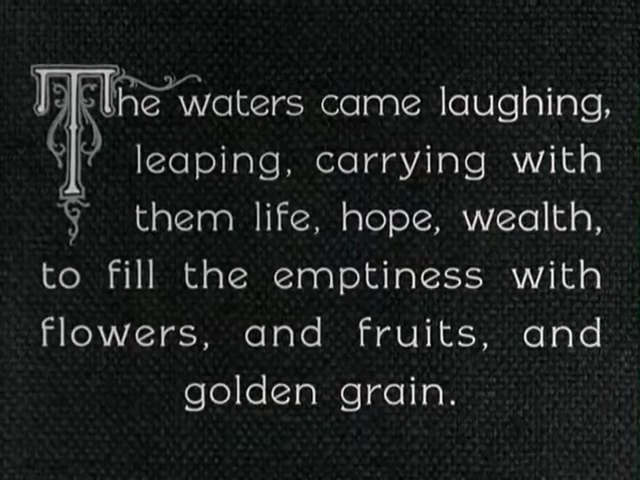 The waters came laughing,
leaping, carrying with
them life, hope, wealth,
to fill the emptiness with
flowers, and fruits, and
golden grain.